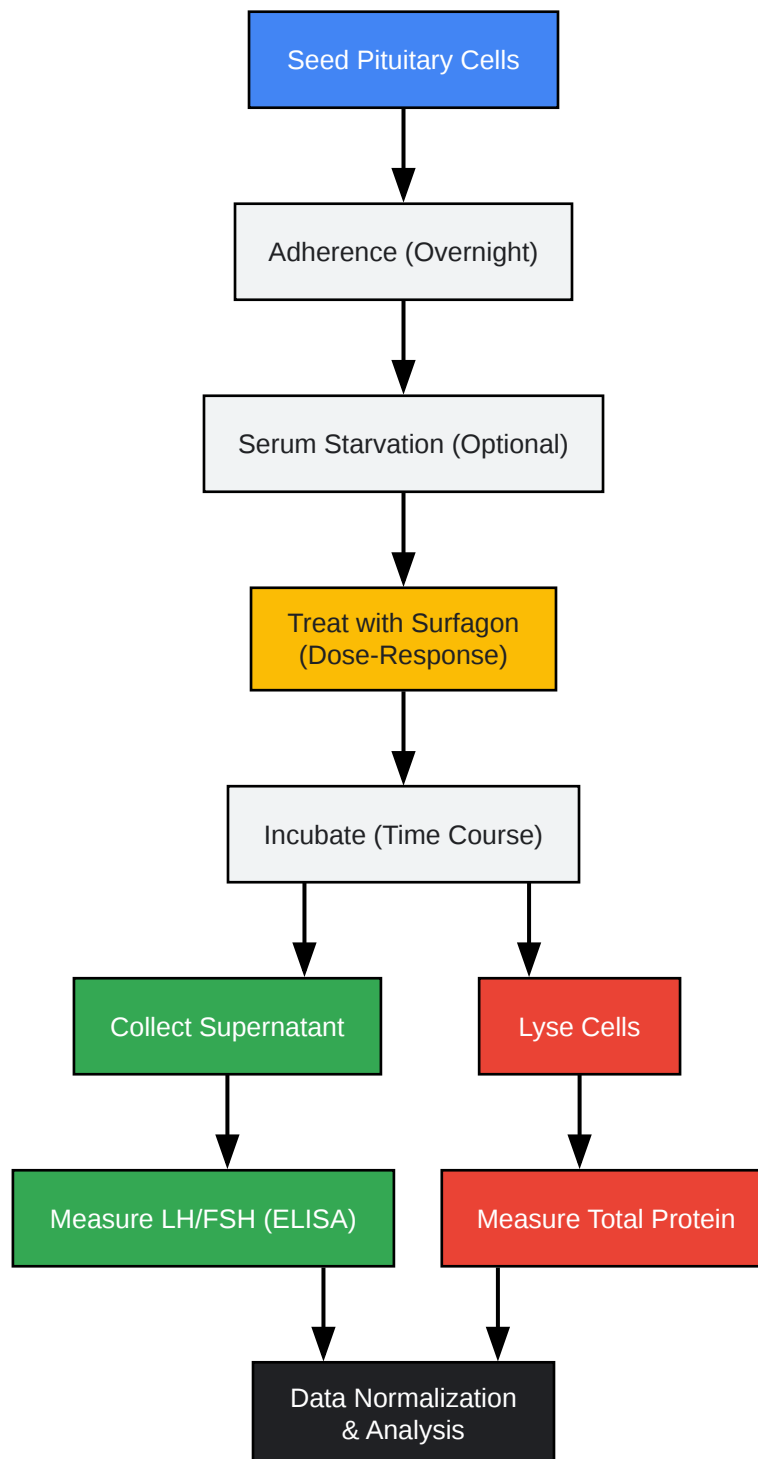 Seed Pituitary Cells
Adherence (Overnight)
Serum Starvation (Optional)
Treat with Surfagon
(Dose-Response)
Incubate (Time Course)
Collect Supernatant
Lyse Cells
Measure LH/FSH (ELISA)
Measure Total Protein
Data Normalization
& Analysis